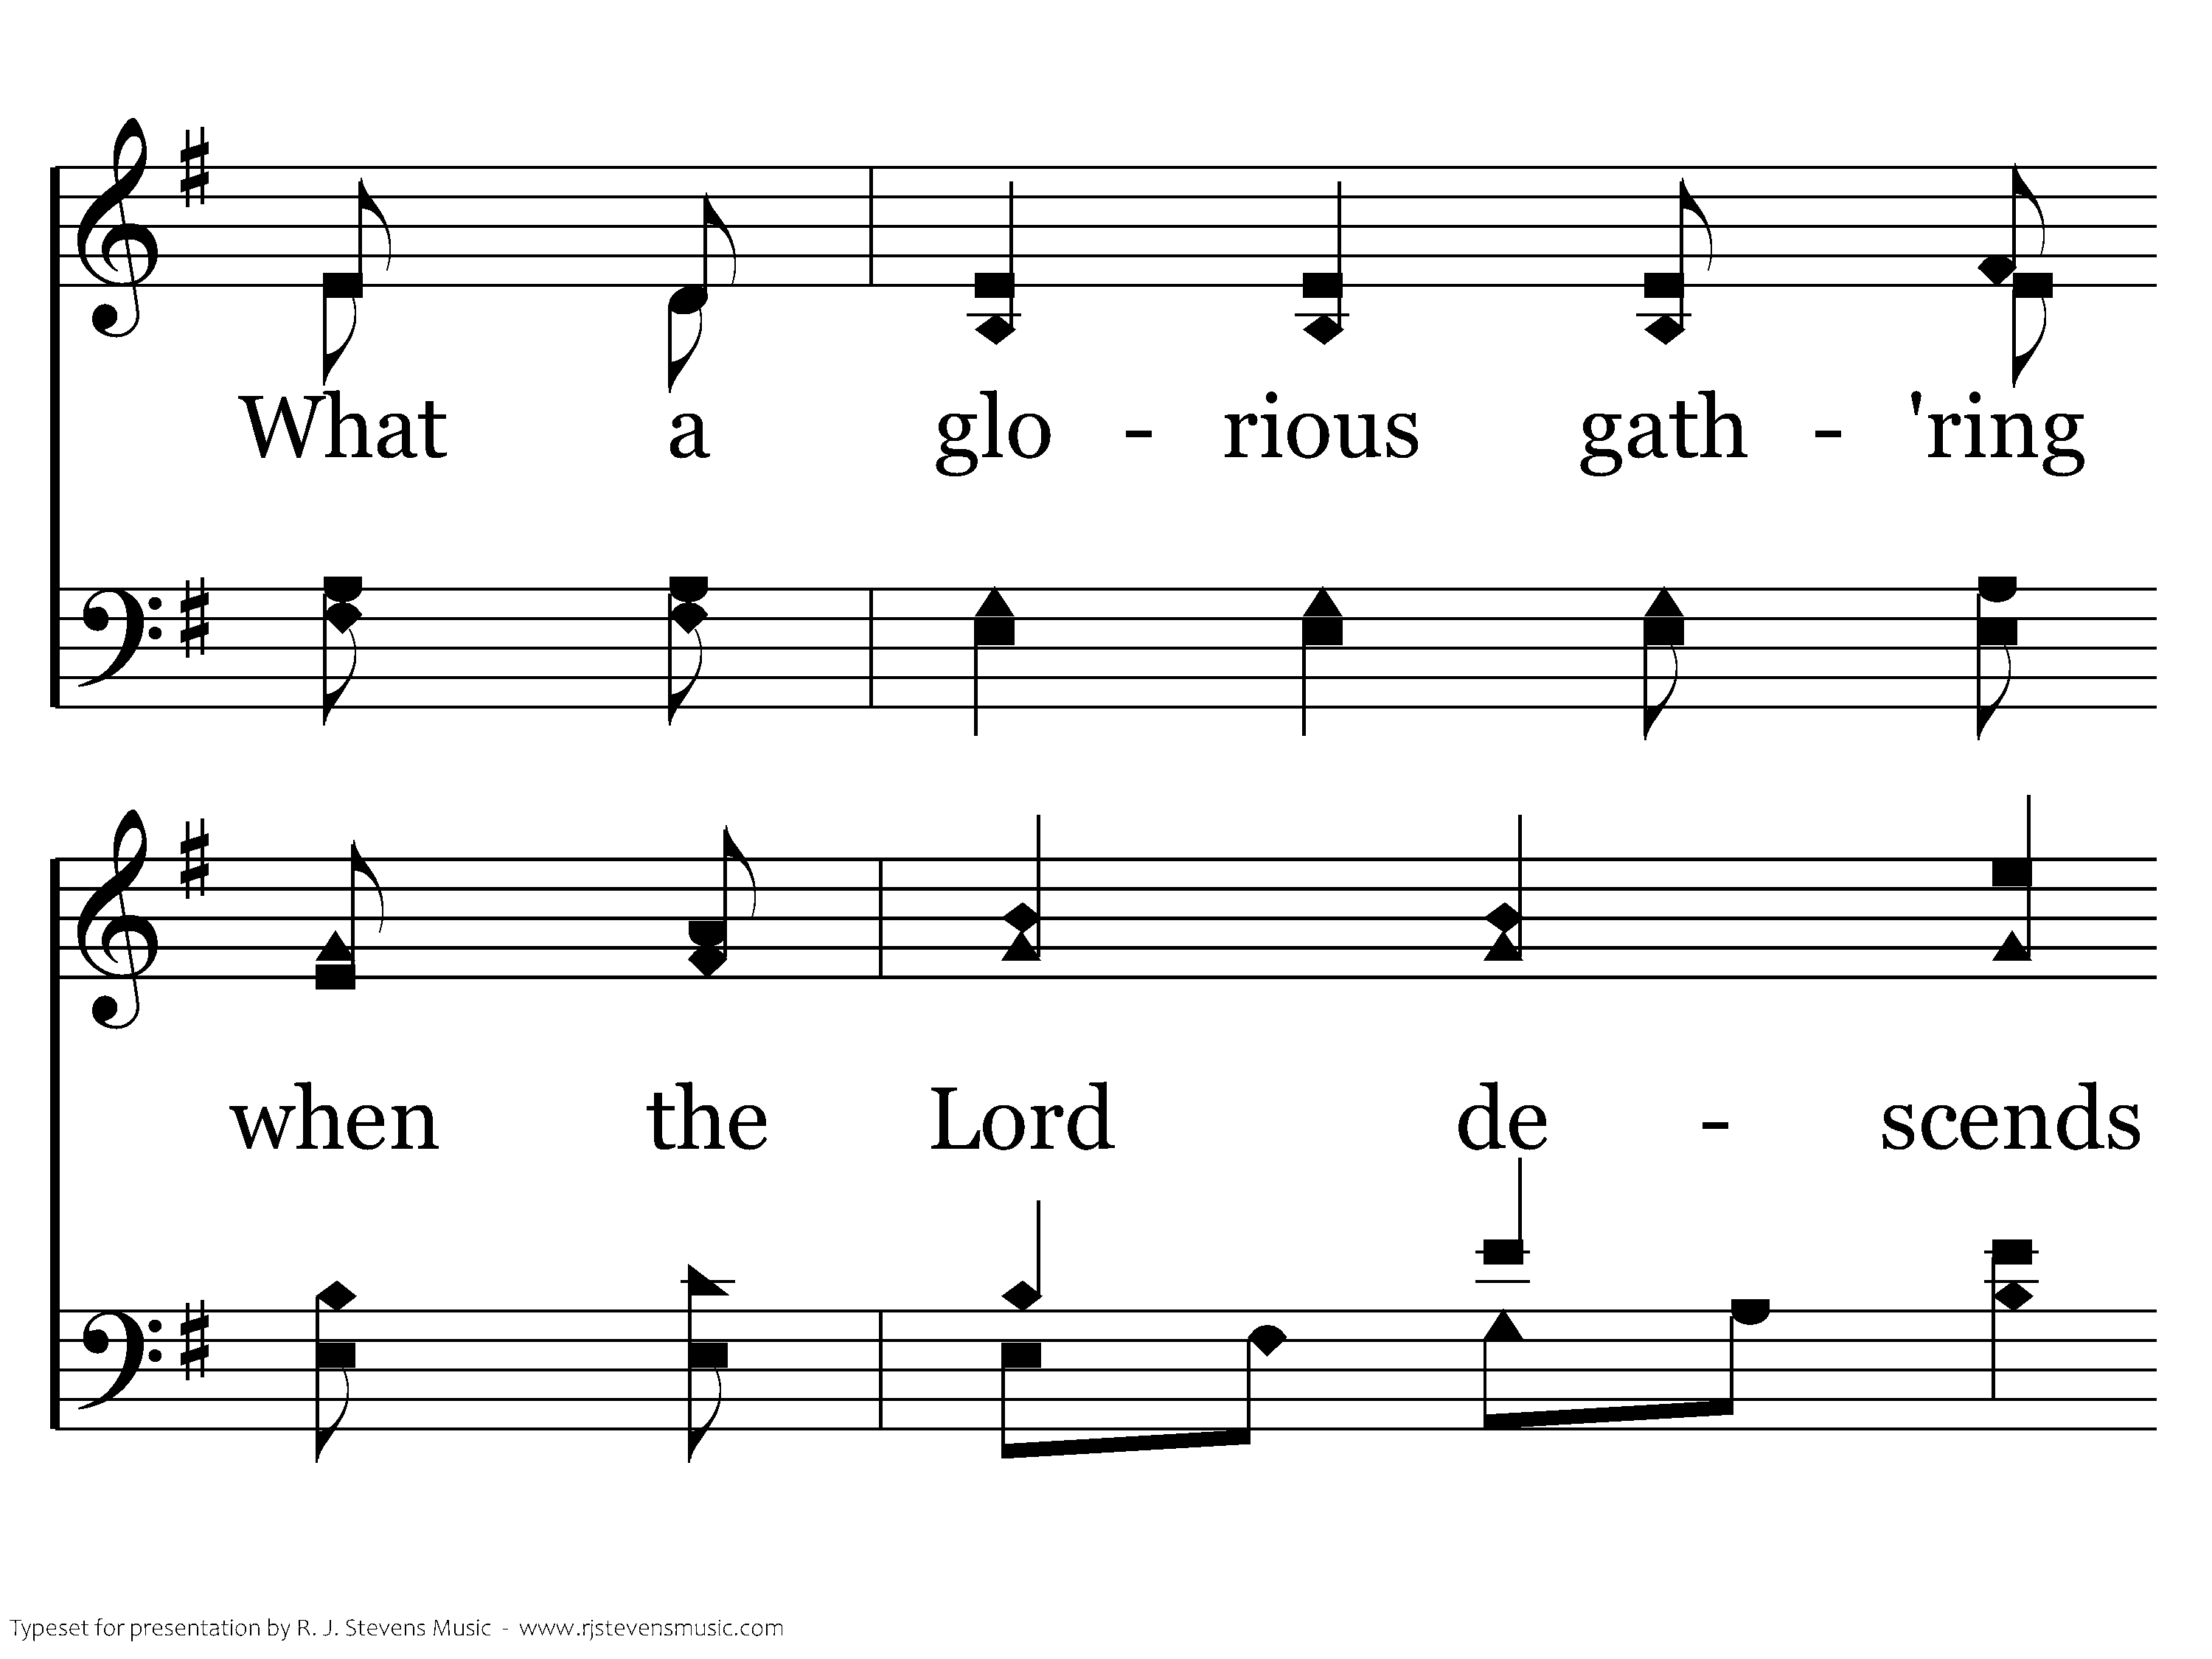 What a glo - rious gath - 'ring
when the Lord de - scends
Typeset for presentation by R. J. Stevens Music - www.rjstevensmusic.com